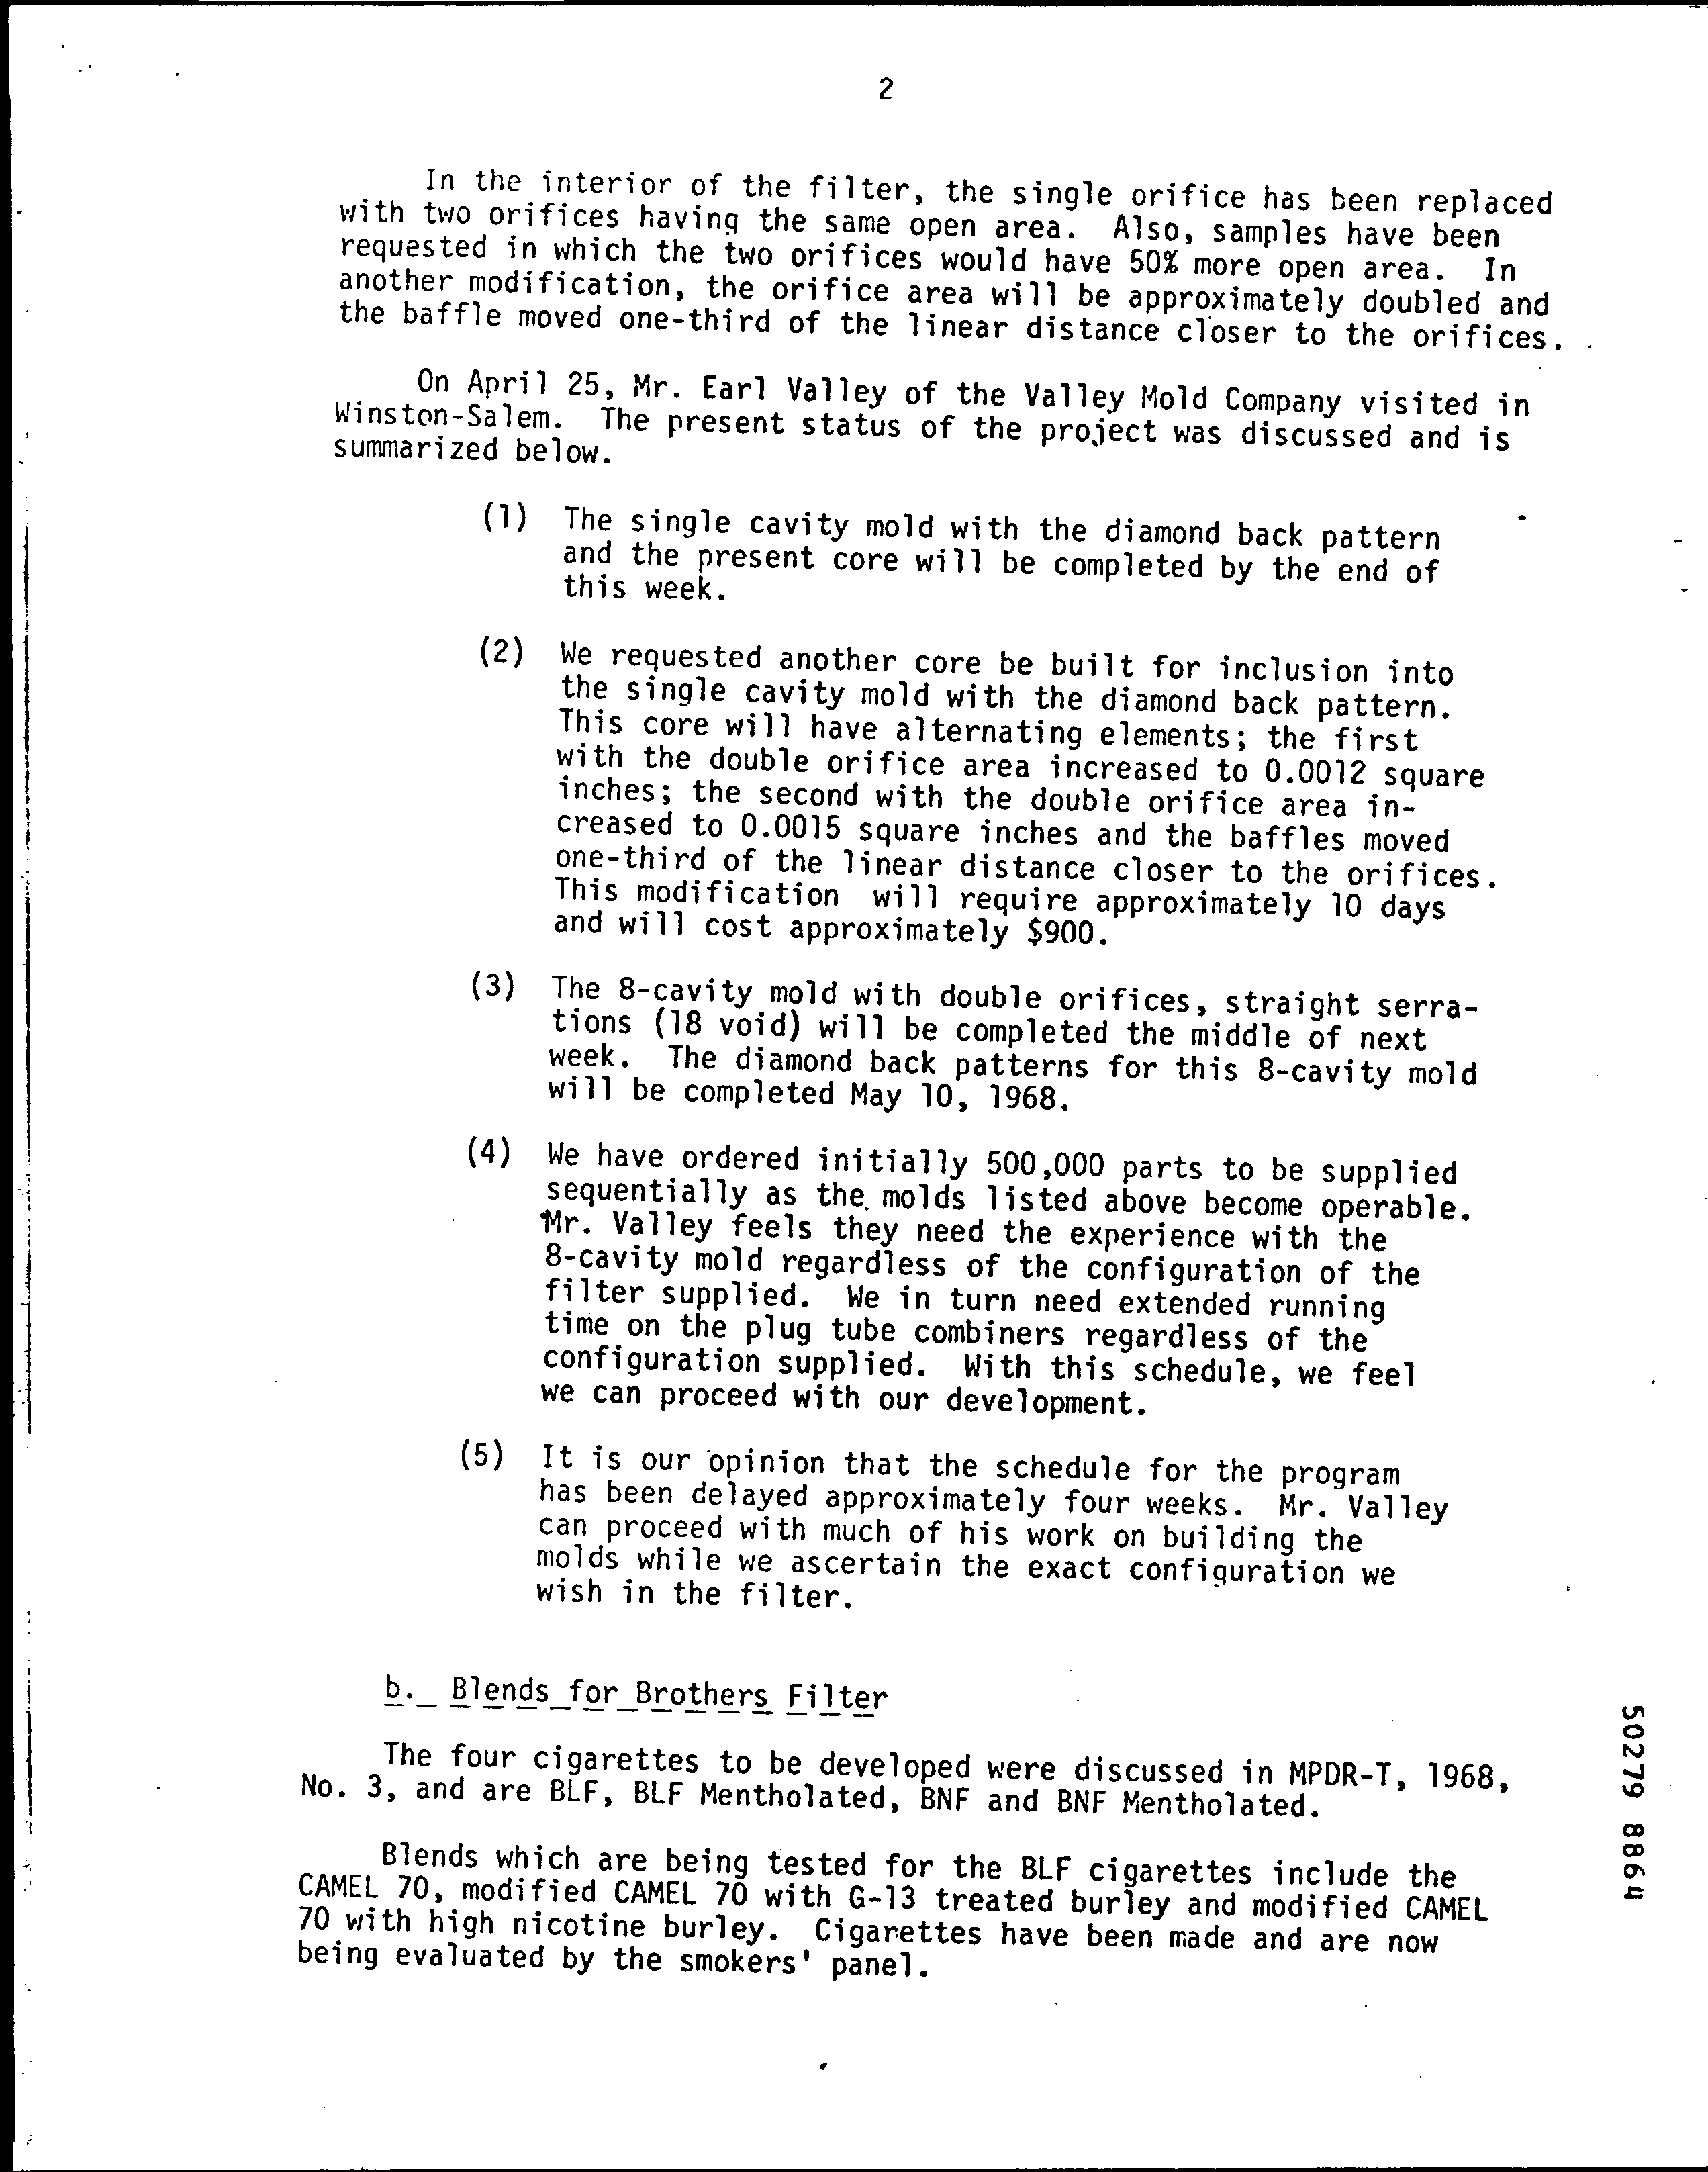 2
In the interior of the filter, the single orifice has been replaced
with two orifices having the same open area. Also, samples have been
requested in which the two orifices would have 50% more open area. In
another modification, the orifice area will be approximately doubled and
the baffle moved one-third of the linear distance closer to the orifices.
On April 25, Mr. Earl Valley of the Valley Mold Company visited in
Winston-Salem. The present status of the project was discussed and is
summarized below.
(1) The single cavity mold with the diamond back pattern
and the present core will be completed by the end of
this week.
(2) We requested another core be built for inclusion into
the single cavity mold with the diamond back pattern.
This core will have alternating elements; the first
with the double orifice area increased to 0.0012 square
inches; the second with the double orifice area in-
creased to 0.0015 square inches and the baffles moved
one-third of the linear distance closer to the orifices.
This modification will require approximately 10 days
and will cost approximately $900.
(3) The 8-cavity mold with double orifices, straight serra-
tions (18 void) will be completed the middle of next
week. The diamond back patterns for this 8-cavity mold
will be completed May 10, 1968.
(4) We have ordered initially 500,000 parts to be supplied
sequentially as the molds listed above become operable.
Mr. Valley feels they need the experience with the
8-cavity mold regardless of the configuration of the
filter supplied. We in turn need extended running
time on the plug tube combiners regardless of the
configuration supplied. With this schedule, we feel
we can proceed with our development.
(5) It is our opinion that the schedule for the program
has been delayed approximately four weeks. Mr. Valley
can proceed with much of his work on building the
molds while we ascertain the exact configuration we
wish in the filter.
b. Blends for Brothers Filter
The four cigarettes to be developed were discussed in MPDR-T, 1968,
No. 3, and are BLF, BLF Mentholated, BNF and BNF Mentholated.
Blends which are being tested for the BLF cigarettes include the
CAMEL 70, modified CAMEL 70 with G-13 treated burley and modified CAMEL
70 with high nicotine burley. Cigarettes have been made and are now
being evaluated by the smokers' panel.
50279 8864